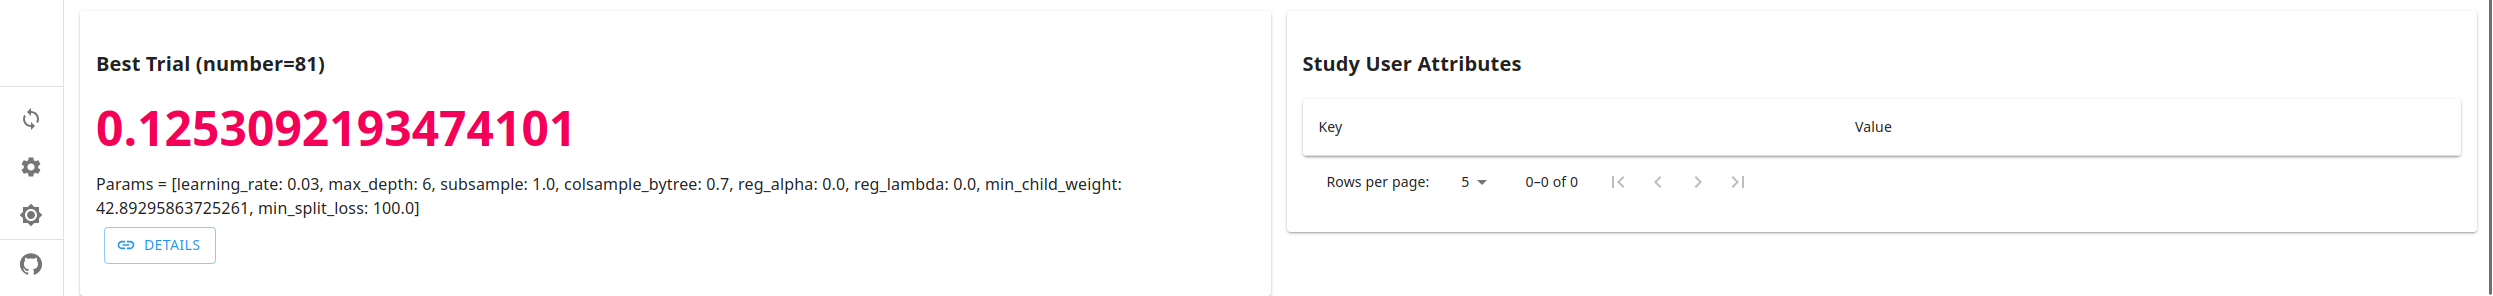 Best Trial (number=81)
0.1253092193474101
Params = [learning_rate: 0.03, max_depth: 6, subsample: 1.0, colsample_bytree: 0.7, reg_alpha: 0.0, reg_lambda: 0.0, min_child_weight:
42.89295863725261, min_split_loss: 100.0]
DETAILS
Study User Attributes
Key Value
Rows per page: 5 0–0 of 0